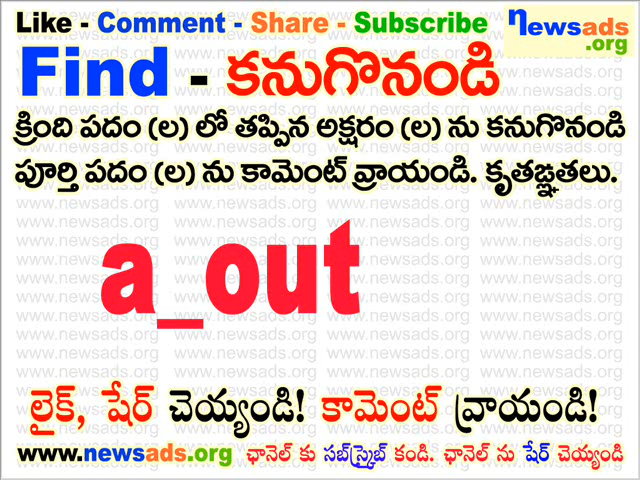 Like - Comment - Share - Subscribe
newsads
.org
Find - కనుగొనండి
క్రింది పదం (ల) లో తప్పిన అక్షరం (ల) ను కనుగొనండి
పూర్తి పదం (ల) ను కామెంట్ వ్రాయండి. కృతజ్ఞతలు.
a_out
లైక్, షేర్ చెయ్యండి! కామెంట్ వ్రాయండి!
www.newsads.org ఛానెల్ కు సబ్‌స్క్రైబ్ కండి. ఛానెల్ ను షేర్ చెయ్యండి